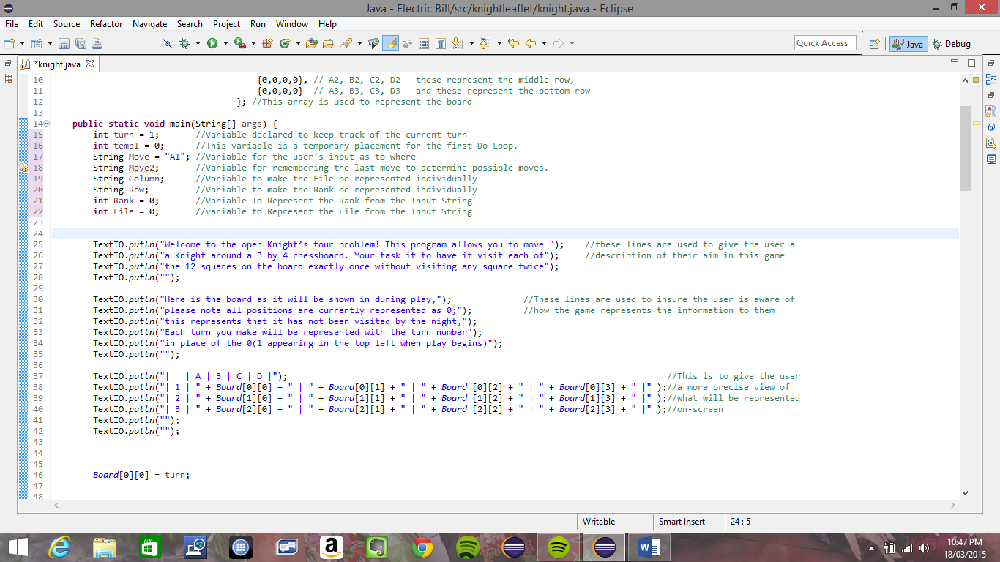 Java - Electric Bill/src/knightleaflet/knight.java - Eclipse
File Edit Source Refactor Navigate Search Project Run Window Help
Quick Access Java Debug
*knight.java
10 {0,0,0,0}, // A2, B2, C2, D2 - these represent the middle row,
11 {0,0,0,0} // A3, B3, C3, D3 - and these represent the bottom row
12 }; //This array is used to represent the board
13
14 public static void main(String[] args) {
15 int turn = 1; //Variable declared to keep track of the current turn
16 int temp1 = 0; //This variable is a temporary placement for the first Do Loop.
17 String Move = "A1"; //Variable for the user's input as to where
18 String Move2; //Variable for remembering the last move to determine possible moves.
19 String Column; //Variable to make the File be represented individually
20 String Row; //Variable to make the Rank be represented individually
21 int Rank = 0; //Variable To Represent the Rank from the Input String
22 int File = 0; //variable to Represent the File from the Input String
23
24
25 TextIO.putln("Welcome to the open Knight’s tour problem! This program allows you to move "); //these lines are used to give the user a
26 TextIO.putln("a Knight around a 3 by 4 chessboard. Your task it to have it visit each of"); //description of their aim in this game
27 TextIO.putln("the 12 squares on the board exactly once without visiting any square twice");
28 TextIO.putln("");
29
30 TextIO.putln("Here is the board as it will be shown in during play,"); //These lines are used to insure the user is aware of
31 TextIO.putln("please note all positions are currently represented as 0;"); //how the game represents the information to them
32 TextIO.putln("this represents that it has not been visited by the night,");
33 TextIO.putln("Each turn you make will be represented with the turn number");
34 TextIO.putln("in place of the 0(1 appearing in the top left when play begins)");
35 TextIO.putln("");
36
37 TextIO.putln("| | A | B | C | D |"); //This is to give the user
38 TextIO.putln("| 1 | " + Board[0][0] + " | " + Board[0][1] + " | " + Board [0][2] + " | " + Board[0][3] + " |" );//a more precise view of
39 TextIO.putln("| 2 | " + Board[1][0] + " | " + Board[1][1] + " | " + Board [1][2] + " | " + Board[1][3] + " |" );//what will be represented
40 TextIO.putln("| 3 | " + Board[2][0] + " | " + Board[2][1] + " | " + Board [2][2] + " | " + Board[2][3] + " |" );//on-screen
41 TextIO.putln("");
42 TextIO.putln("");
43
44
45
46 Board[0][0] = turn;
47
48
Writable Smart Insert 24 : 5
10:47 PM
18/03/2015